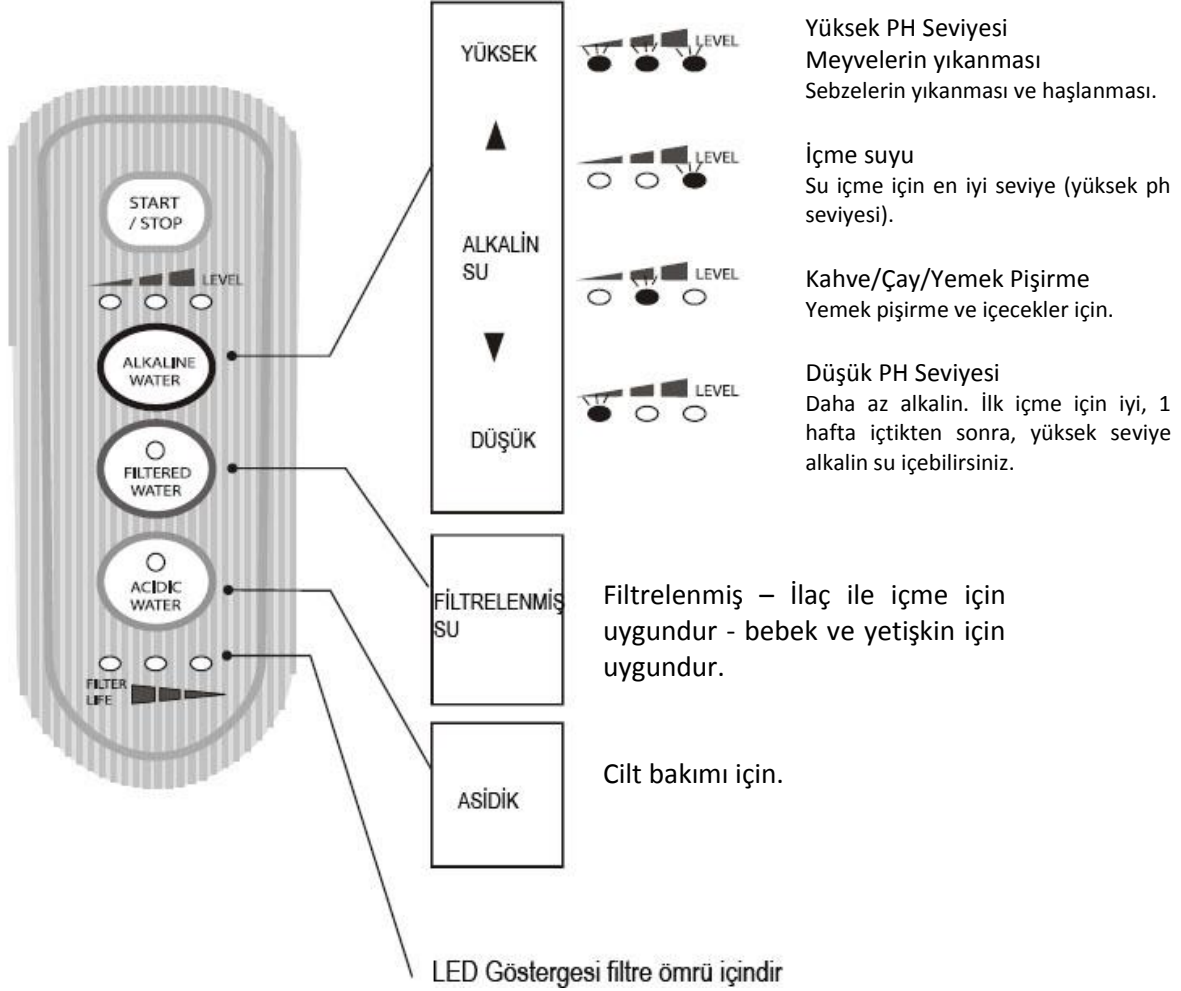 START
/ STOP
LEVEL
ALKALINE
WATER
FILTERED
WATER
ACİDİC
WATER
FILTER
LIFE
YÜKSEK
ALKALİN
SU
DÜŞÜK
LEVEL
Yüksek PH Seviyesi
Meyvelerin yıkanması
Sebzelerin yıkanması ve haşlanması.
LEVEL
İçme suyu
Su içme için en iyi seviye (yüksek ph
seviyesi).
LEVEL
Kahve/Çay/Yemek Pişirme
Yemek pişirme ve içecekler için.
LEVEL
Düşük PH Seviyesi
Daha az alkalin. İlk içme için iyi, 1
hafta içtikten sonra, yüksek seviye
alkalin su içebilirsiniz.
FİLTRELENMİŞ
SU
Filtrelenmiş – İlaç ile içme için
uygundur - bebek ve yetişkin için
uygundur.
ASİDİK
Cilt bakımı için.
LED Göstergesi filtre ömrü içindir